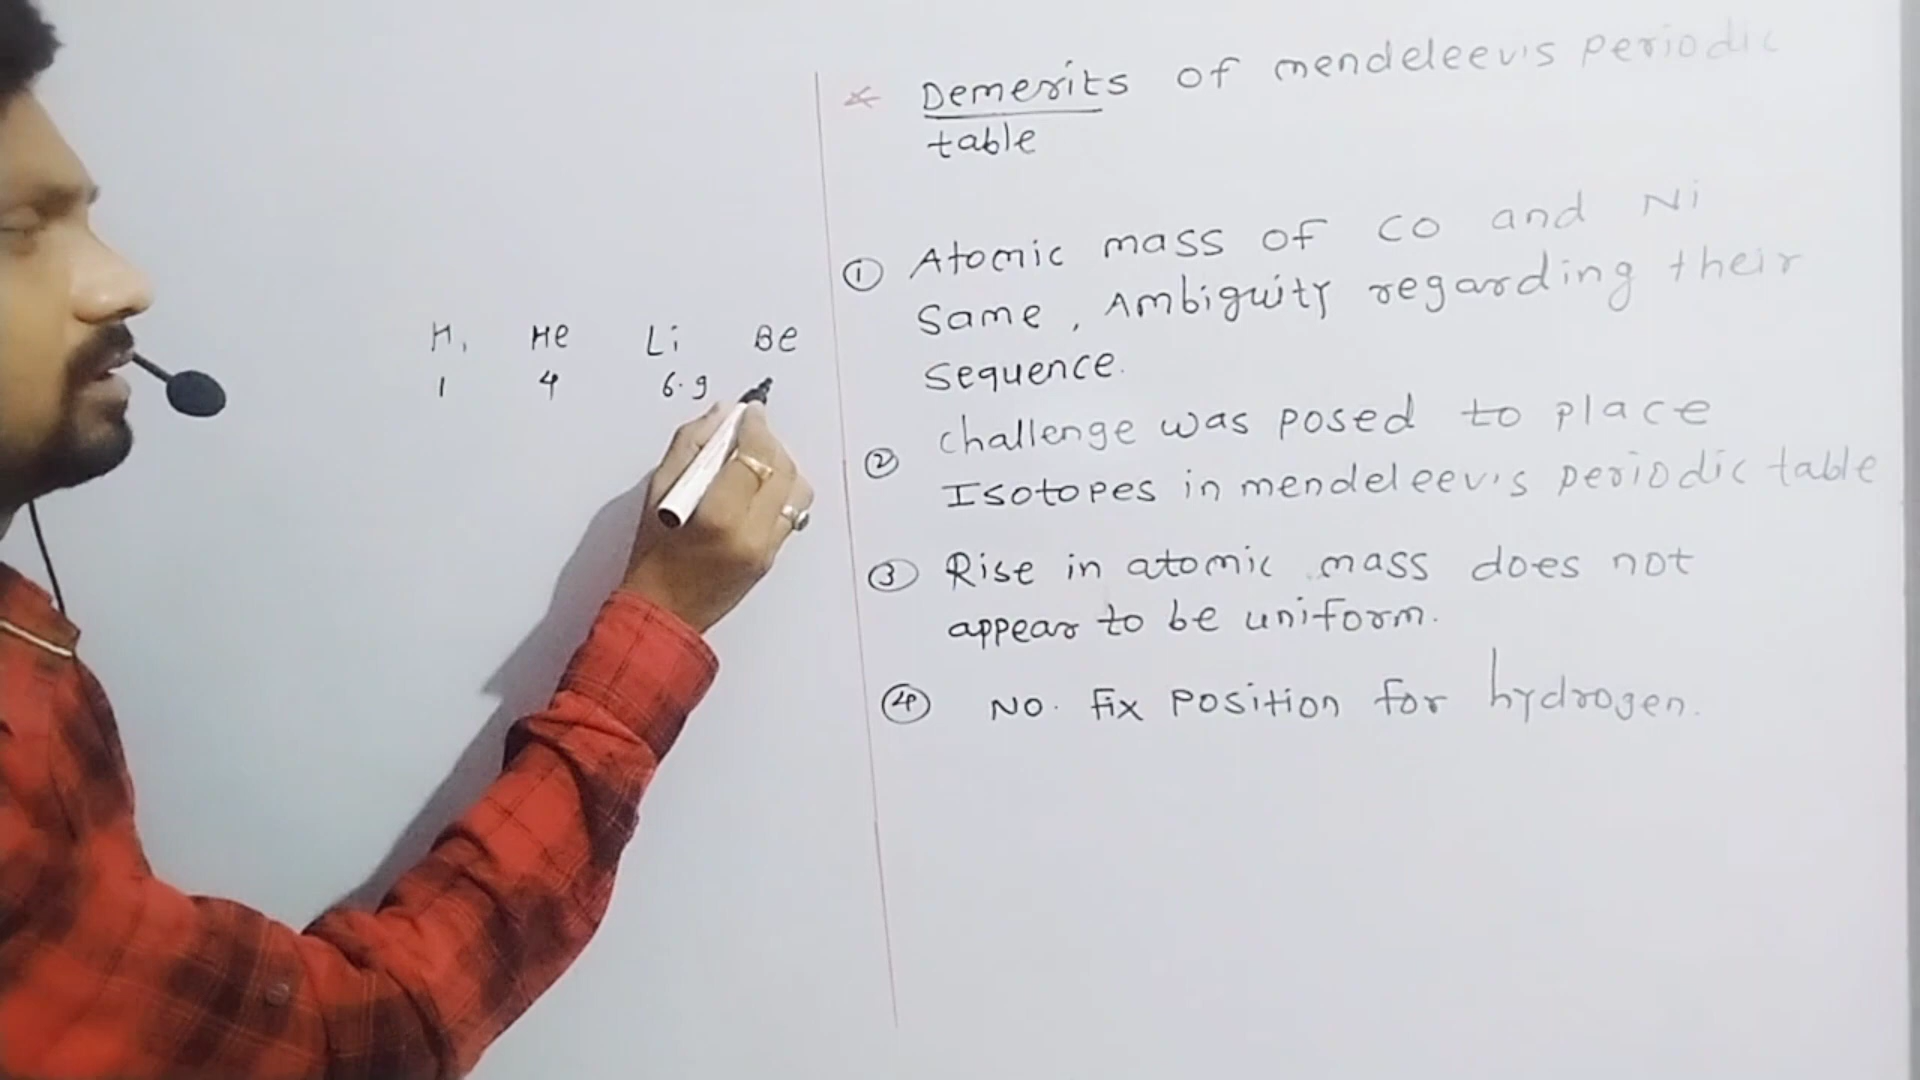 H, He Li Be
1 4 6.9
* Demerits of mendeleev's periodic
table
① Atomic mass of CO and Ni
Same, Ambiguity regarding their
sequence.
② challenge was posed to place
Isotopes in mendeleev's periodic table
③ Rise in atomic mass does not
appear to be uniform.
④ NO. fix position for hydrogen.